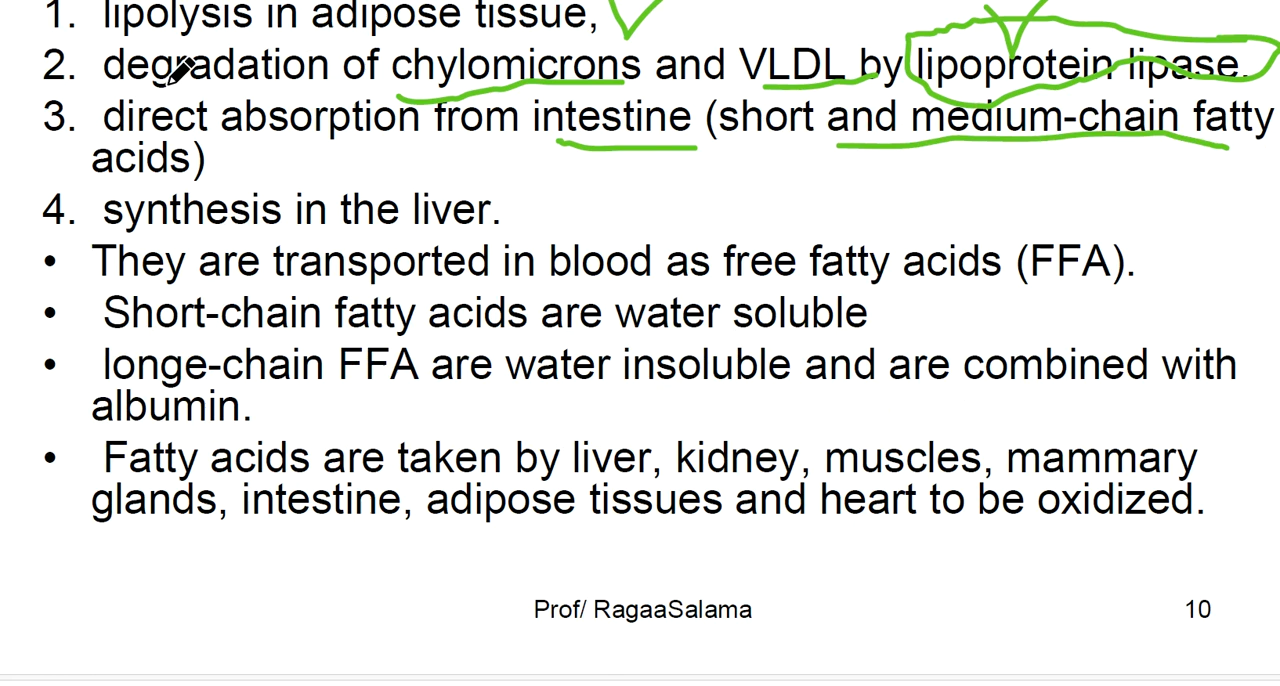 1. lipolysis in adipose tissue,
2. degradation of chylomicrons and VLDL by lipoprotein lipase.
3. direct absorption from intestine (short and medium-chain fatty
acids)
4. synthesis in the liver.
• They are transported in blood as free fatty acids (FFA).
• Short-chain fatty acids are water soluble
• longe-chain FFA are water insoluble and are combined with
albumin.
• Fatty acids are taken by liver, kidney, muscles, mammary
glands, intestine, adipose tissues and heart to be oxidized.
Prof/ RagaaSalama
10